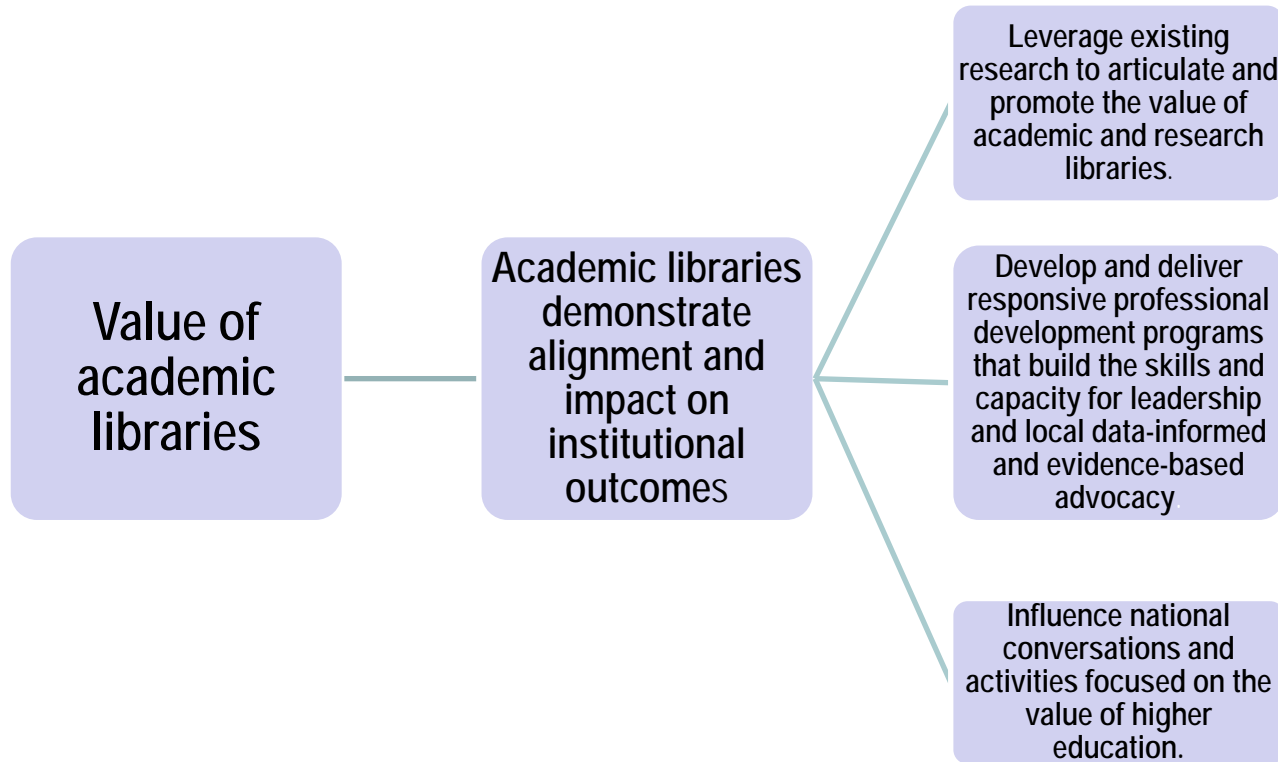 Value of
academic
libraries
Academic libraries
demonstrate
alignment and
impact on
institutional
outcomes
Leverage existing
research to articulate and
promote the value of
academic and research
libraries.
Develop and deliver
responsive professional
development programs
that build the skills and
capacity for leadership
and local data-informed
and evidence-based
advocacy.
Influence national
conversations and
activities focused on the
value of higher
education.